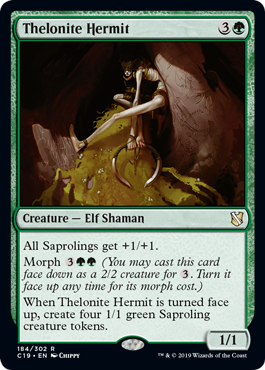 Thelonite Hermit 3
Creature — Elf Shaman
All Saprolings get +1/+1.
Morph 3 (You may cast this card
face down as a 2/2 creature for 3. Turn it
face up any time for its morph cost.)
When Thelonite Hermit is turned face
up, create four 1/1 green Saproling
creature tokens.
1/1
184/302 R
C19 • EN CHIPPY
™ & © 2019 Wizards of the Coast